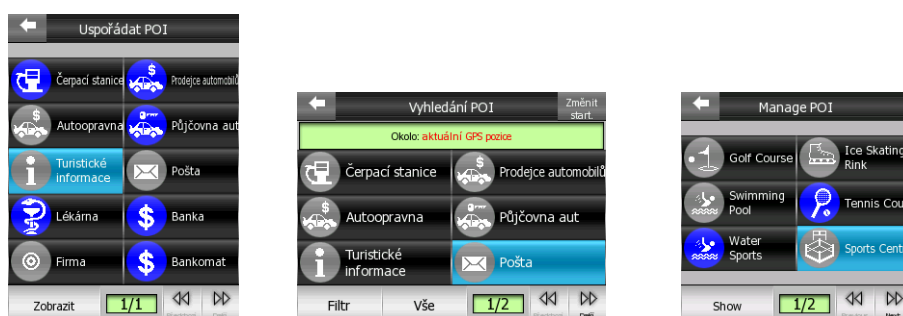 Uspořádat POI
Čerpací stanice
Prodejce automobilů
Autoopravna
Půjčovna aut
Turistické
informace
Pošta
Lékárna
Banka
Firma
Bankomat
Zobrazit
1/1
Vyhledání POI
Změnit
start.
Okolo: aktuální GPS pozice
Čerpací stanice
Prodejce automobilů
Autoopravna
Půjčovna aut
Turistické
informace
Pošta
Filtr
Vše
1/2
Další
Manage POI
Golf Course
Ice Skating
Rink
Swimming
Pool
Tennis Cou
Water
Sports
Sports Cent
Show
1/2
Next